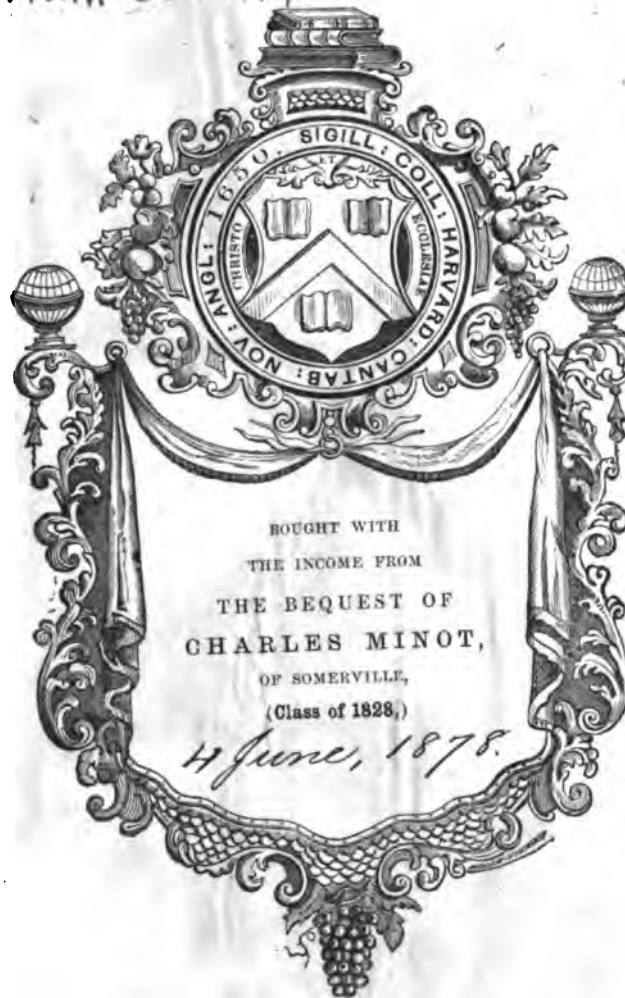 SIGILL: COLL: HARVARD: CANTAB: NOV: ANGL: 1650.
CHRISTO
ET
ECCLESIAE
BOUGHT WITH
THE INCOME FROM
THE BEQUEST OF
CHARLES MINOT,
OF SOMERVILLE,
(Class of 1828,)
4 June, 1878.